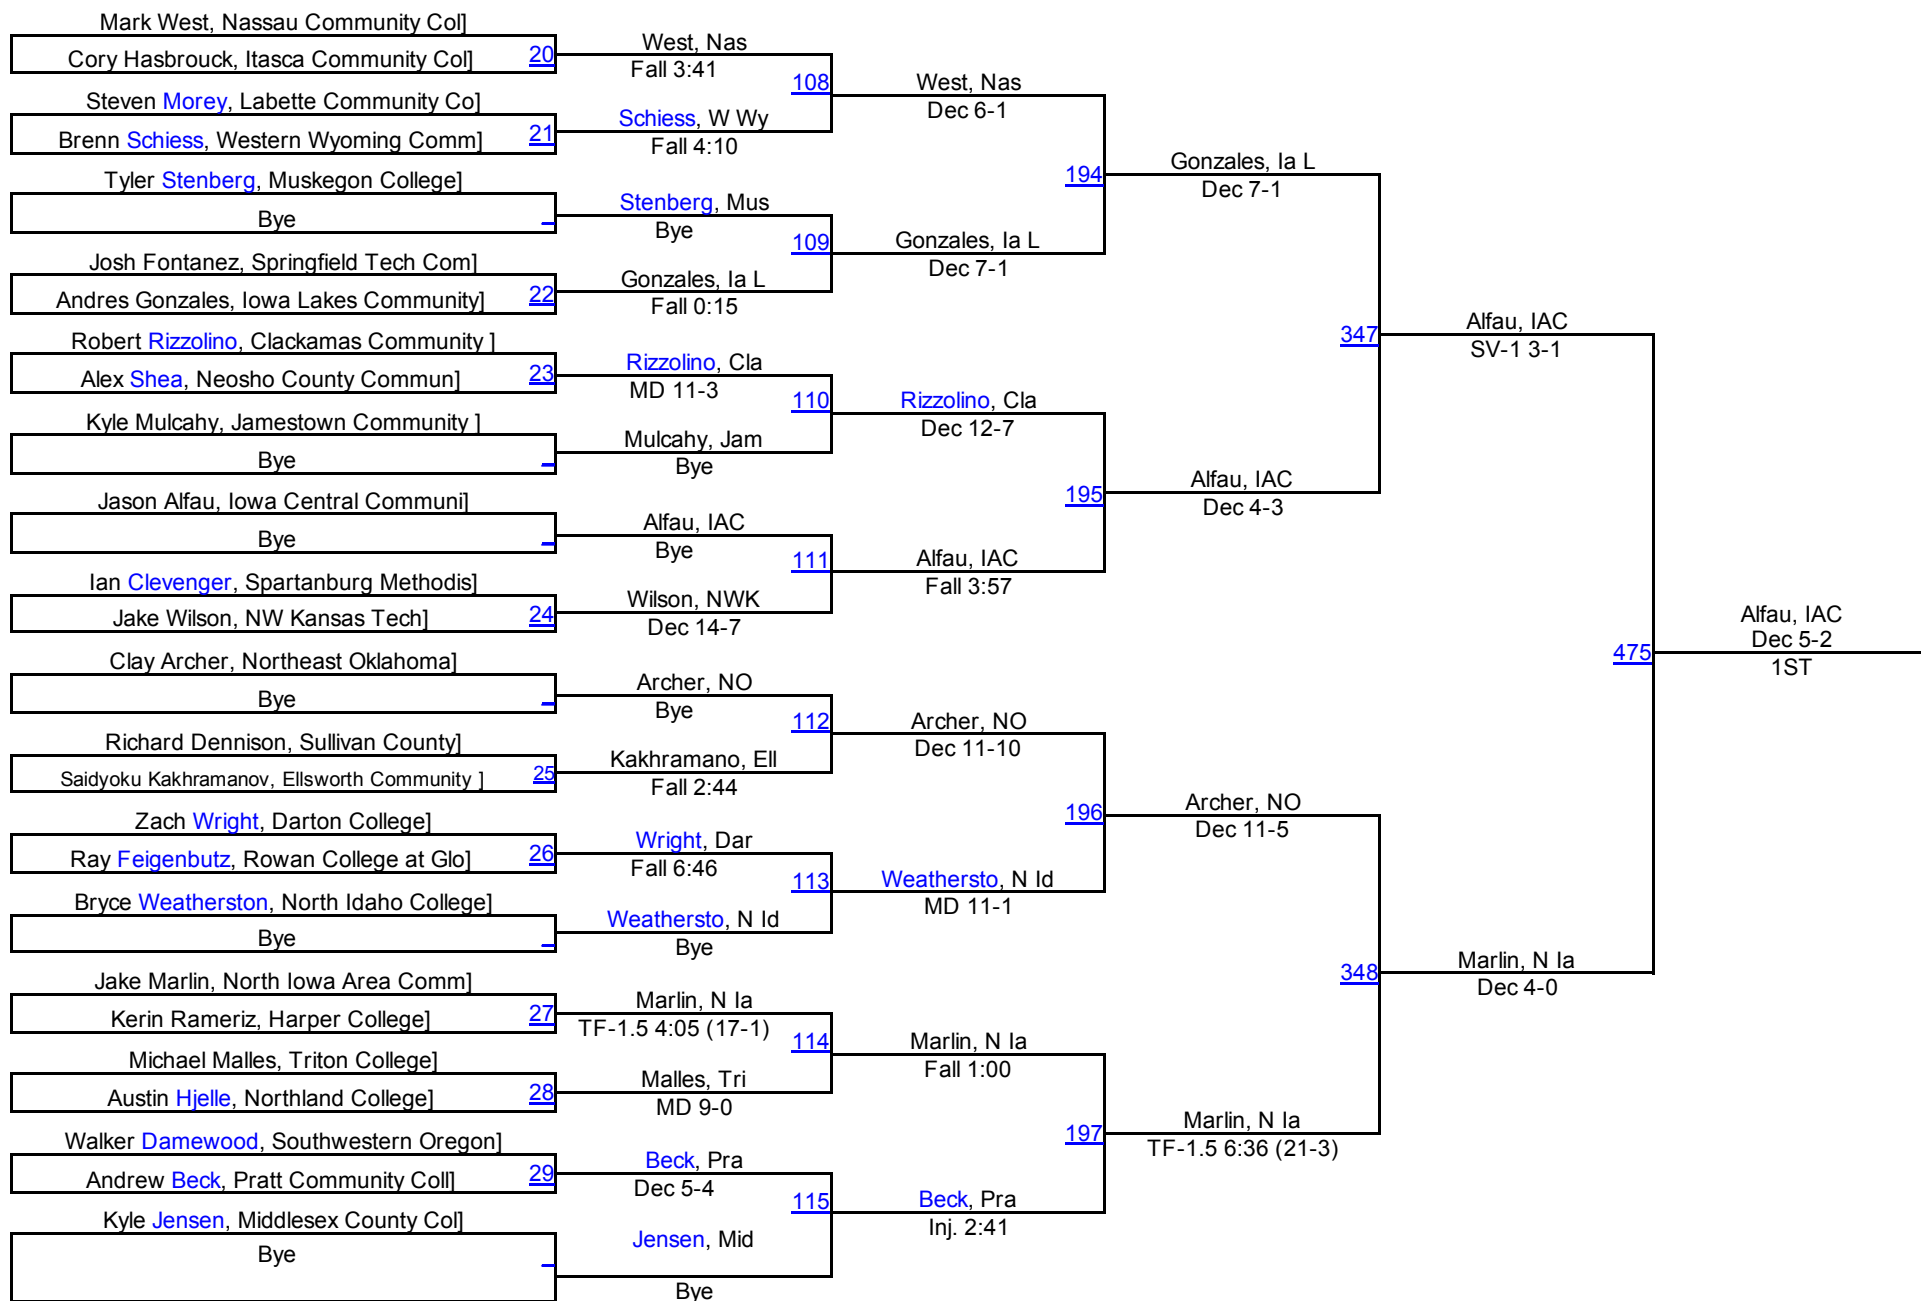 Mark West, Nassau Community Col]
Cory Hasbrouck, Itasca Community Col]
20
Steven Morey, Labette Community Co]
Brenn Schiess, Western Wyoming Comm]
21
Tyler Stenberg, Muskegon College]
Bye
Josh Fontanez, Springfield Tech Com]
Andres Gonzales, Iowa Lakes Community]
22
Robert Rizzolino, Clackamas Community ]
Alex Shea, Neosho County Commun]
23
Kyle Mulcahy, Jamestown Community ]
Bye
Jason Alfau, Iowa Central Communi]
Bye
Ian Clevenger, Spartanburg Methodis]
Jake Wilson, NW Kansas Tech]
24
Clay Archer, Northeast Oklahoma]
Bye
Richard Dennison, Sullivan County]
Saidyoku Kakhramanov, Ellsworth Community ]
25
Zach Wright, Darton College]
Ray Feigenbutz, Rowan College at Glo]
26
Bryce Weatherston, North Idaho College]
Bye
Jake Marlin, North Iowa Area Comm]
Kerin Rameriz, Harper College]
27
Michael Malles, Triton College]
Austin Hjelle, Northland College]
28
Walker Damewood, Southwestern Oregon]
Andrew Beck, Pratt Community Coll]
29
Kyle Jensen, Middlesex County Col]
Bye
West, Nas
Fall 3:41
108
Schiess, W Wy
Fall 4:10
Stenberg, Mus
Bye
109
Gonzales, Ia L
Fall 0:15
Rizzolino, Cla
MD 11-3
110
Mulcahy, Jam
Bye
Alfau, IAC
Bye
111
Wilson, NWK
Dec 14-7
Archer, NO
Bye
112
Kakhramano, Ell
Fall 2:44
Wright, Dar
Fall 6:46
113
Weathersto, N Id
Bye
Marlin, N Ia
TF-1.5 4:05 (17-1)
114
Malles, Tri
MD 9-0
Beck, Pra
Dec 5-4
115
Jensen, Mid
Bye
West, Nas
Dec 6-1
194
Gonzales, Ia L
Dec 7-1
Rizzolino, Cla
Dec 12-7
195
Alfau, IAC
Fall 3:57
Archer, NO
Dec 11-10
196
Weathersto, N Id
MD 11-1
Marlin, N Ia
Fall 1:00
197
Beck, Pra
Inj. 2:41
Gonzales, Ia L
Dec 7-1
347
Alfau, IAC
Dec 4-3
Archer, NO
Dec 11-5
348
Marlin, N Ia
TF-1.5 6:36 (21-3)
Alfau, IAC
SV-1 3-1
475
Marlin, N Ia
Dec 4-0
Alfau, IAC
Dec 5-2
1ST